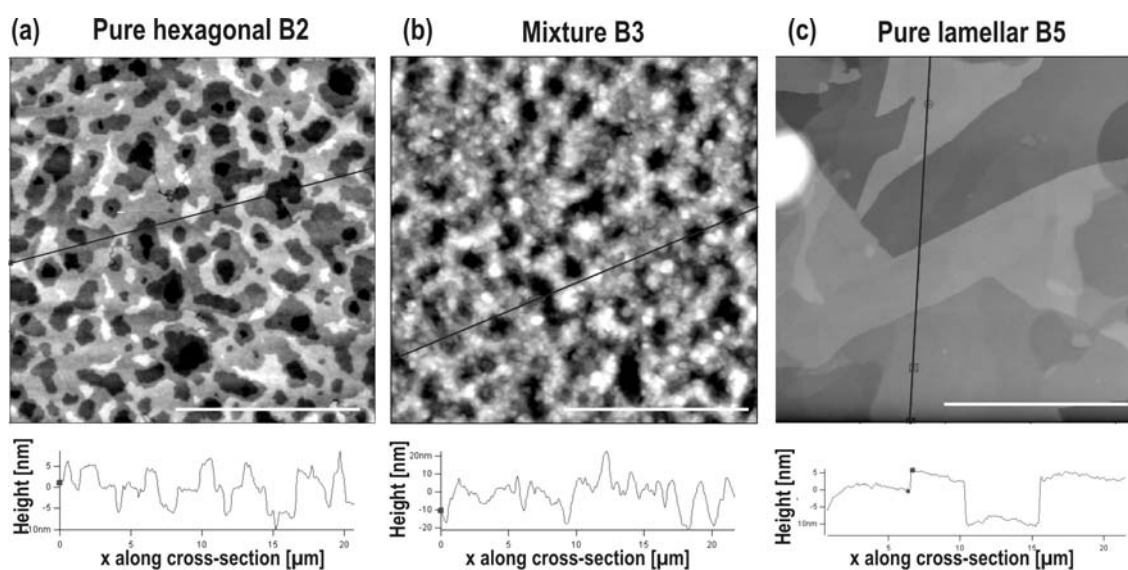 (a) Pure hexagonal B2
(b) Mixture B3
(c) Pure lamellar B5
Height [nm]
5
0
-5
10nm
0 5 10 15 20
x along cross-section [µm]
Height [nm]
20nm
10
0
-10
-20
0 5 10 15 20
x along cross-section [µm]
Height [nm]
5
0
-5
10nm
5 10 15 20
x along cross-section [µm]